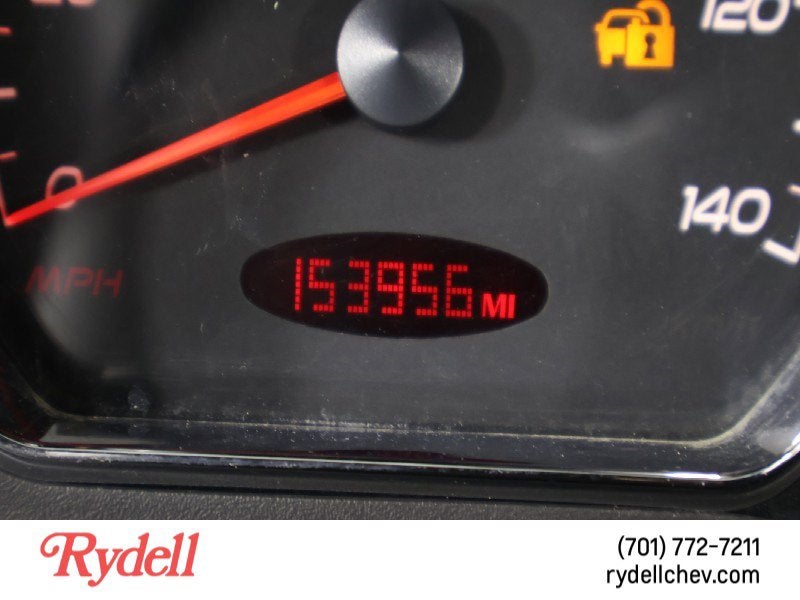 120
0
140
MPH
153956 MI
Rydell
(701) 772-7211
rydellchev.com